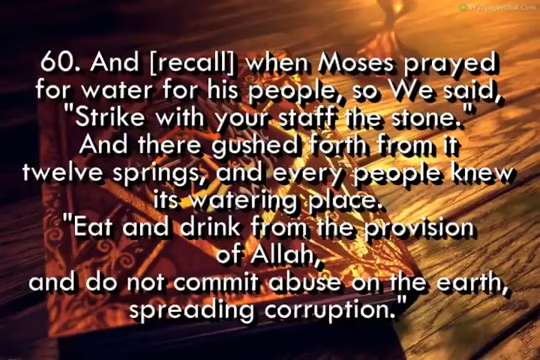 WallpaperDisk.Com
60. And [recall] when Moses prayed
for water for his people, so We said,
"Strike with your staff the stone."
And there gushed forth from it
twelve springs, and every people knew
its watering place.
"Eat and drink from the provision
of Allah,
and do not commit abuse on the earth,
spreading corruption."